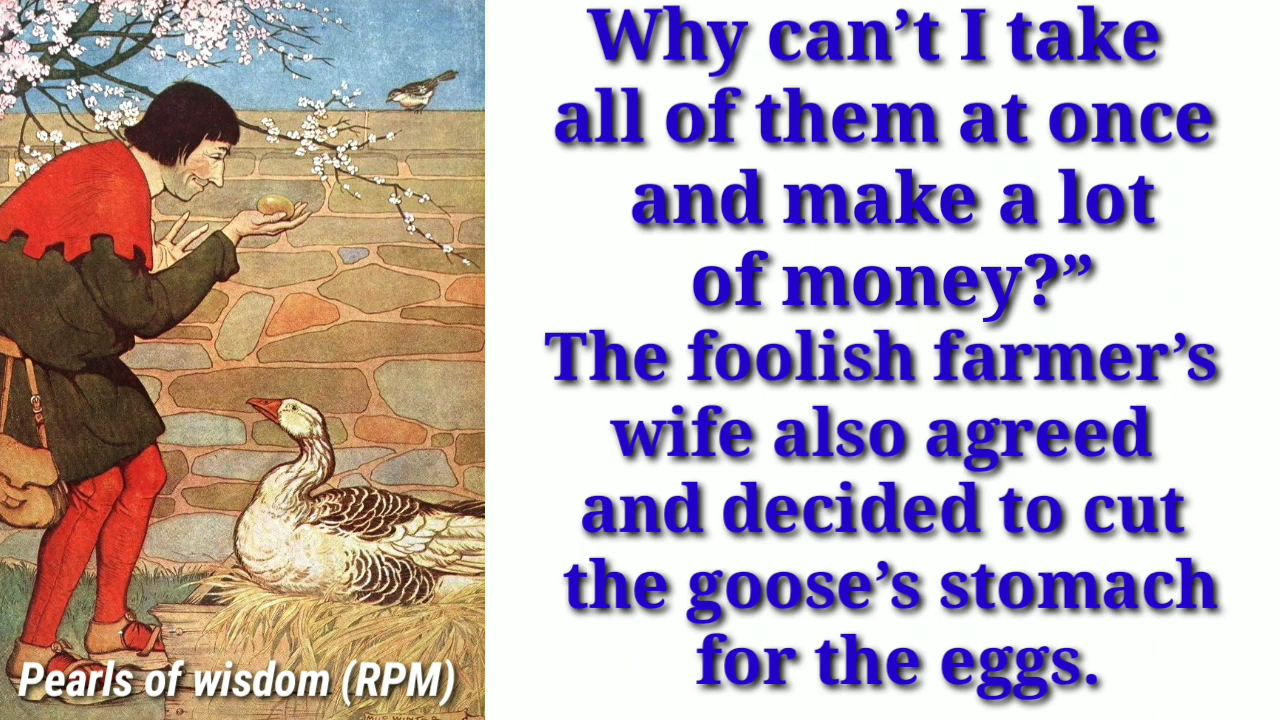 Why can’t I take
all of them at once
and make a lot
of money?”
The foolish farmer’s
wife also agreed
and decided to cut
the goose’s stomach
for the eggs.
Pearls of wisdom (RPM)